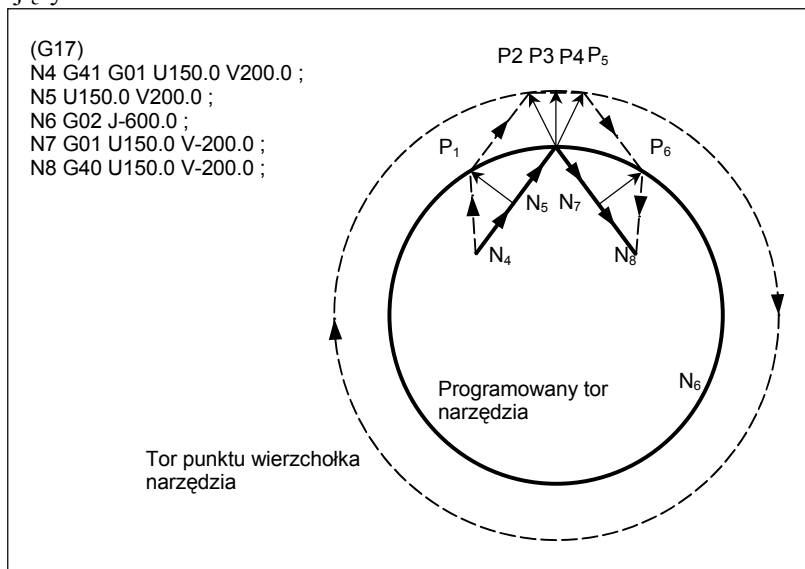 (G17)
N4 G41 G01 U150.0 V200.0 ;
N5 U150.0 V200.0 ;
N6 G02 J-600.0 ;
N7 G01 U150.0 V-200.0 ;
N8 G40 U150.0 V-200.0 ;
P2 P3 P4 P5
P1
P6
N5
N7
N4
N8
N6
Programowany tor
narzędzia
Tor punktu wierzchołka
narzędzia